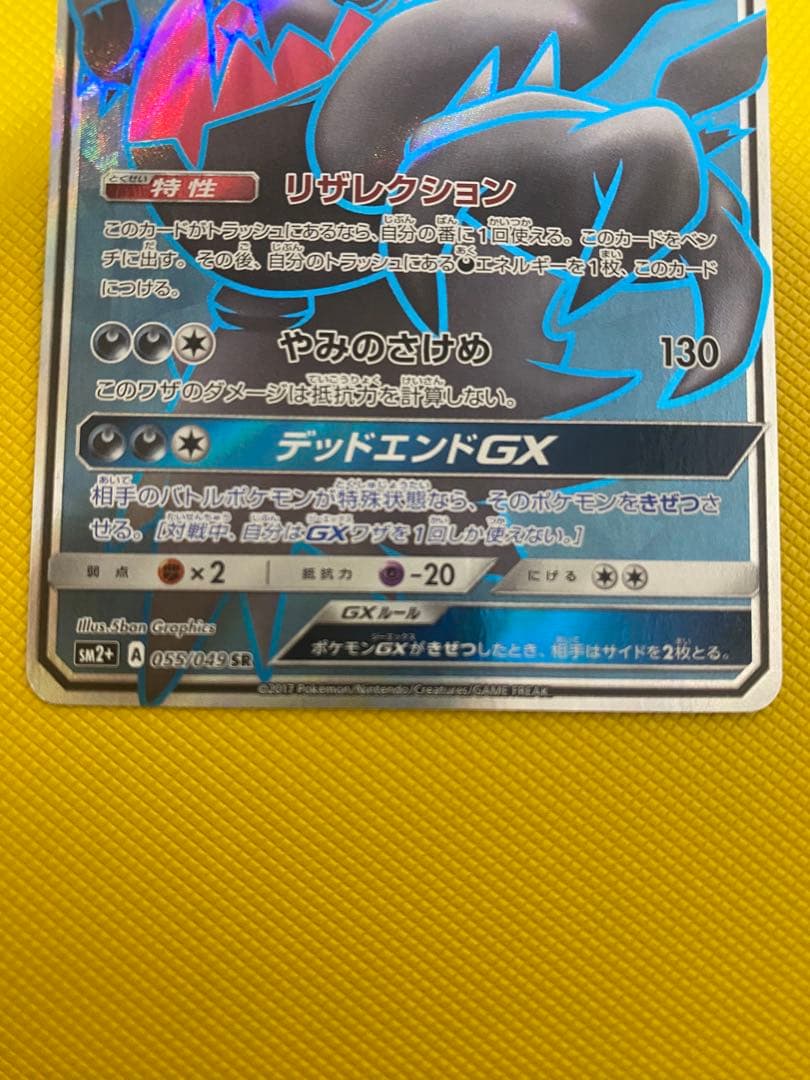 特性 リザレクション
このカードがトラッシュにあるなら、自分の番に1回使える。このカードをベン
チに出す。その後、自分のトラッシュにあるエネルギーを1枚、このカード
につける。
やみのさけめ 130
このワザのダメージは抵抗力を計算しない。
デッドエンドGX
相手のバトルポケモンが特殊状態なら、そのポケモンをきぜつさ
せる。[対戦中、自分はGXワザを1回しか使えない。]
弱点 ×2 抵抗力 -20 にげる
GXルール
Illus. 5ban Graphics
ポケモンGXがきぜつしたとき、相手はサイドを2枚とる。
SM2+ A 055/049 SR
©2017 Pokémon/Nintendo/Creatures/GAME FREAK